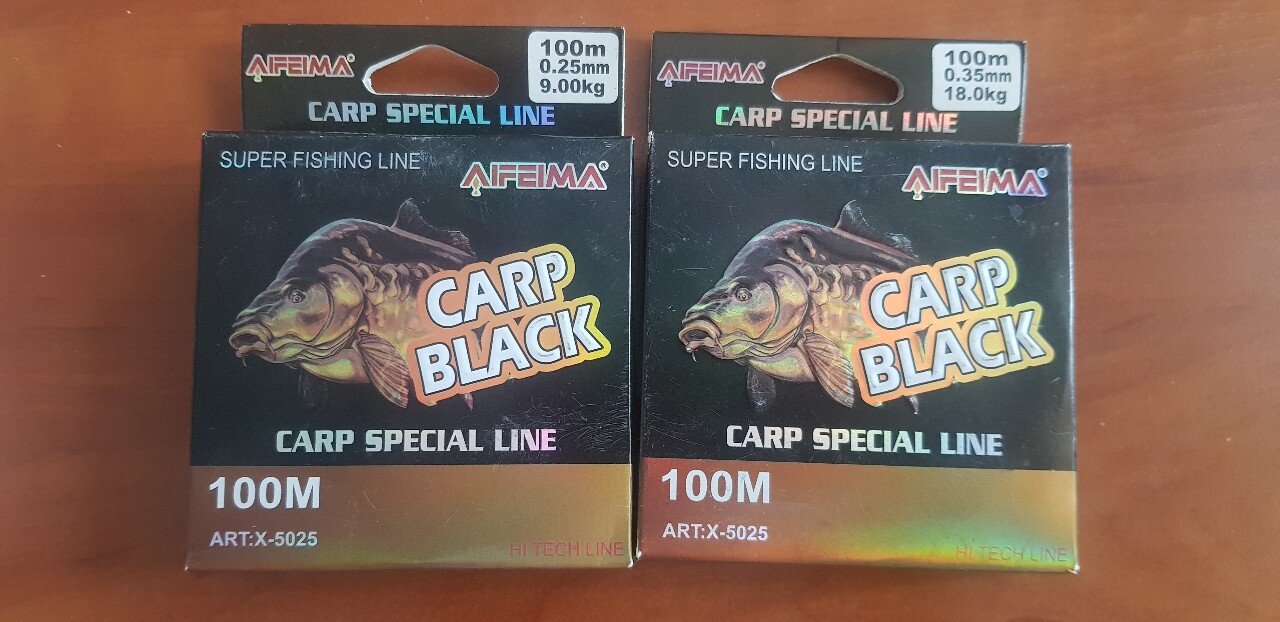 AIFEIMA®
100m
0.25mm
9.00kg
CARP SPECIAL LINE
SUPER FISHING LINE
AIFEIMA®
CARP
BLACK
CARP SPECIAL LINE
100M
ART:X-5025
HI TECH LINE
AIFEIMA®
100m
0.35mm
18.0kg
CARP SPECIAL LINE
SUPER FISHING LINE
AIFEIMA®
CARP
BLACK
CARP SPECIAL LINE
100M
ART:X-5025
HI TECH LINE